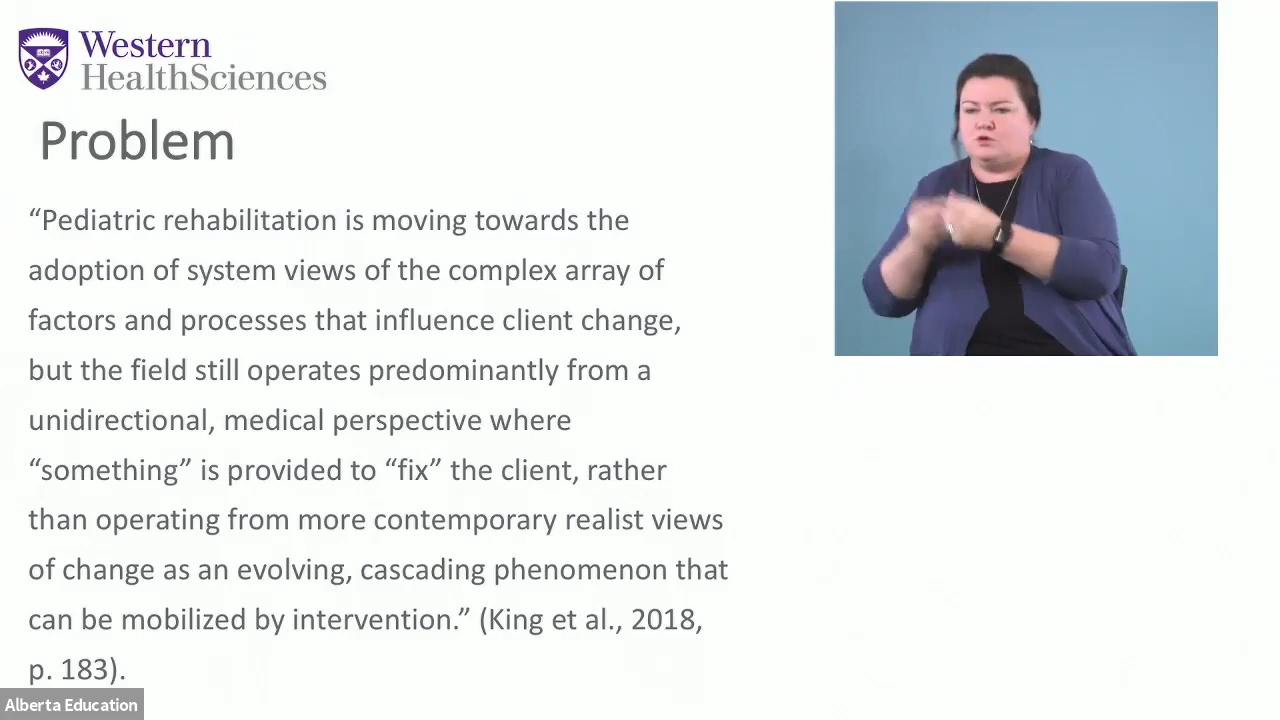 Western
HealthSciences
Problem
“Pediatric rehabilitation is moving towards the
adoption of system views of the complex array of
factors and processes that influence client change,
but the field still operates predominantly from a
unidirectional, medical perspective where
“something” is provided to “fix” the client, rather
than operating from more contemporary realist views
of change as an evolving, cascading phenomenon that
can be mobilized by intervention.” (King et al., 2018,
p. 183).
Alberta Education